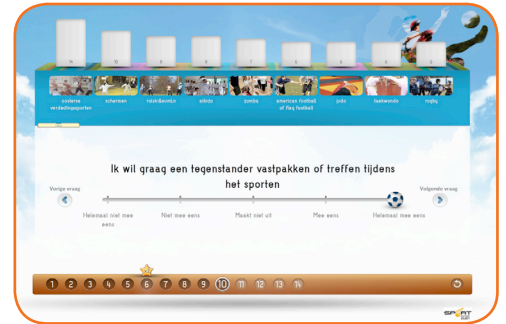 oosterse
verdedigingsporten
schermen
aikido
zumba
american football
of flag football
judo
taekwondo
rugby
Ik wil graag een tegenstander vastpakken of treffen tijdens
het sporten
Vorige vraag
Volgende vraag
Helemaal niet mee
eens
Niet mee eens
Maakt niet uit
Mee eens
Helemaal mee eens
1 2 3 4 5 6 7 8 9 10 11 12 13 14
SPORT